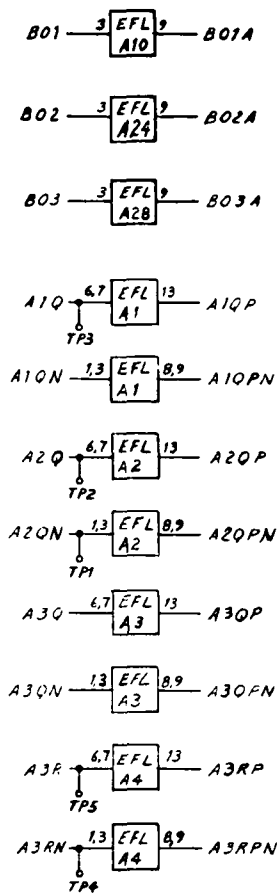 B01 3 EFL 9 B01A
A10
B02 3 EFL 9 B02A
A24
B03 3 EFL 9 B03A
A28
A1Q 6,7 EFL 13 A1QP
A1
TP3
A1QN 1,3 EFL 8,9 A1QPN
A1
A2Q 6,7 EFL 13 A2QP
A2
TP2
A2QN 1,3 EFL 8,9 A2QPN
A2
TP1
A3Q 6,7 EFL 13 A3QP
A3
A3QN 1,3 EFL 8,9 A3QPN
A3
A3R 6,7 EFL 13 A3RP
A4
TP5
A3RN 1,3 EFL 8,9 A3RPN
A4
TP4